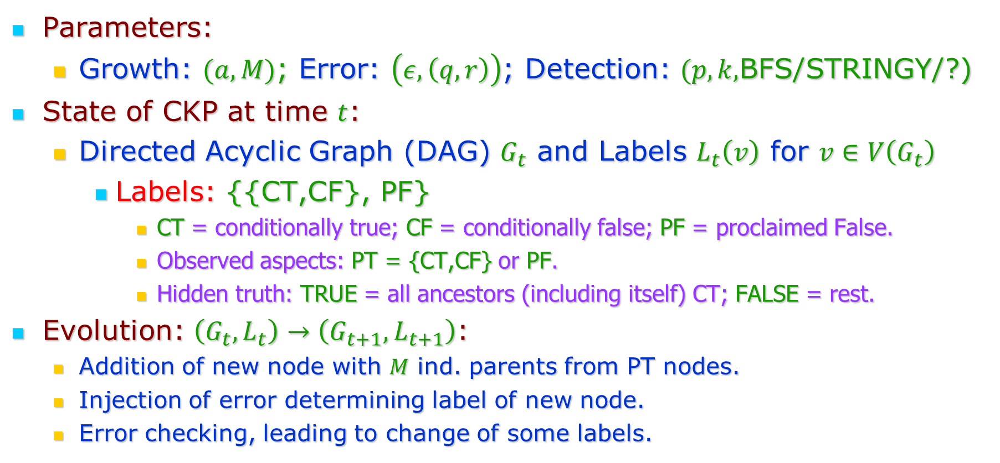 Parameters:
Growth: (a, M); Error: (ϵ, (q, r)); Detection: (p, k,BFS/STRINGY/?)
State of CKP at time t:
Directed Acyclic Graph (DAG) G_t and Labels L_t(v) for v ∈ V(G_t)
Labels: {{CT,CF}, PF}
CT = conditionally true; CF = conditionally false; PF = proclaimed False.
Observed aspects: PT = {CT,CF} or PF.
Hidden truth: TRUE = all ancestors (including itself) CT; FALSE = rest.
Evolution: (G_t, L_t) → (G_{t+1}, L_{t+1}):
Addition of new node with M ind. parents from PT nodes.
Injection of error determining label of new node.
Error checking, leading to change of some labels.